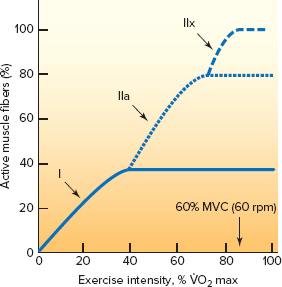 Active muscle fibers (%)
100
80
60
40
20
0
IIx
IIa
I
60% MVC (60 rpm)
0 20 40 60 80 100
Exercise intensity, % V̇O₂ max